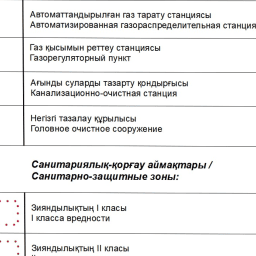 Автоматтандырылған газ тарату станциясы
Автоматизированная газораспределительная станция
Газ қысымын реттеу станциясы
Газорегуляторный пункт
Ағынды суларды тазарту қондырғысы
Канализационно-очистная станция
Негізгі тазалау құрылысы
Головное очистное сооружение
Санитариялық-қорғау аймақтары /
Санитарно-защитные зоны:
Зияндылықтың I класы
I класса вредности
Зияндылықтың II класы